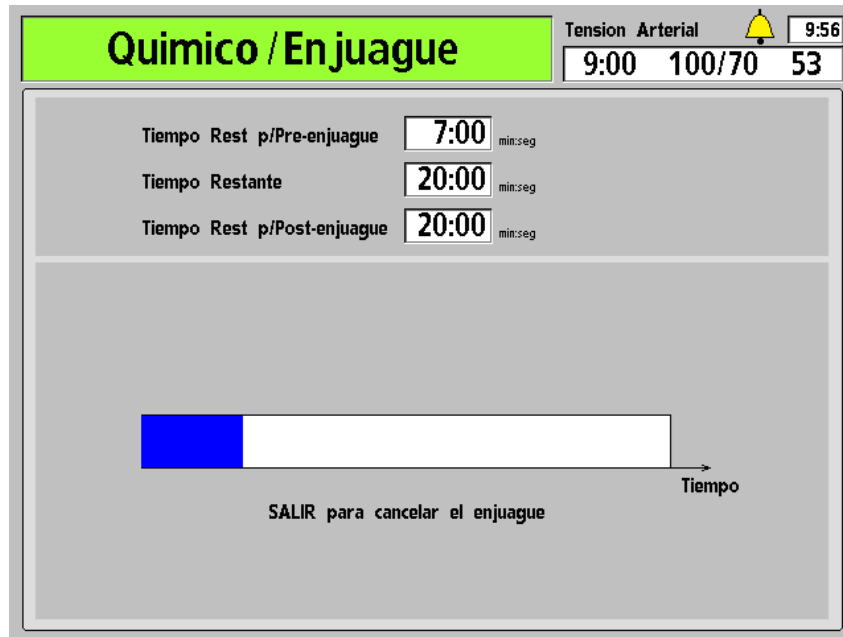 Quimico / Enjuague
Tension Arterial
9:56
9:00 100/70 53
Tiempo Rest p/Pre-enjuague 7:00 min:seg
Tiempo Restante 20:00 min:seg
Tiempo Rest p/Post-enjuague 20:00 min:seg
Tiempo
SALIR para cancelar el enjuague